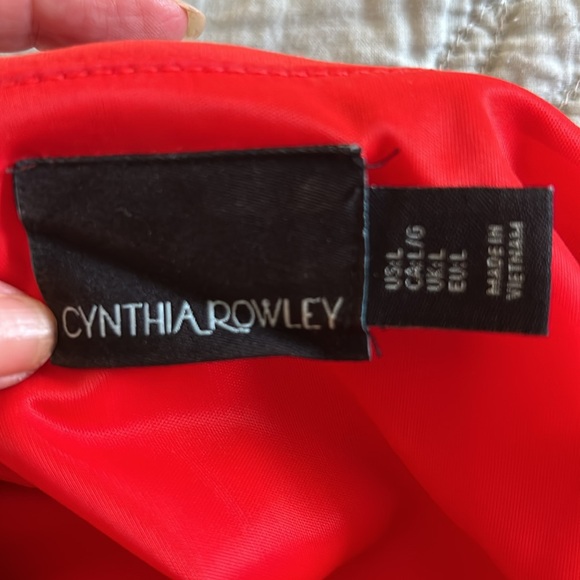 CYNTHIA ROWLEY
US:L
CA:L/G
UK:L
EU:L
MADE IN
VIETNAM